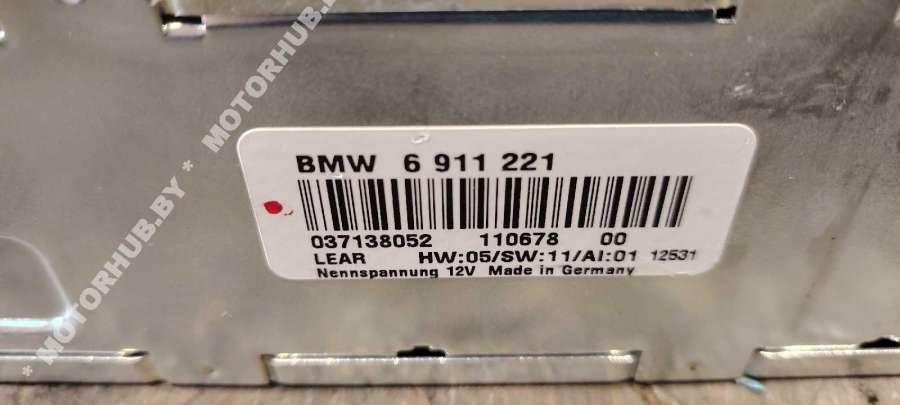 MOTORHUB.BY * MOTORHUB
BMW 6 911 221
037138052 110678 00
LEAR HW:05/SW:11/AI:01 12531
Nennspannung 12V Made in Germany